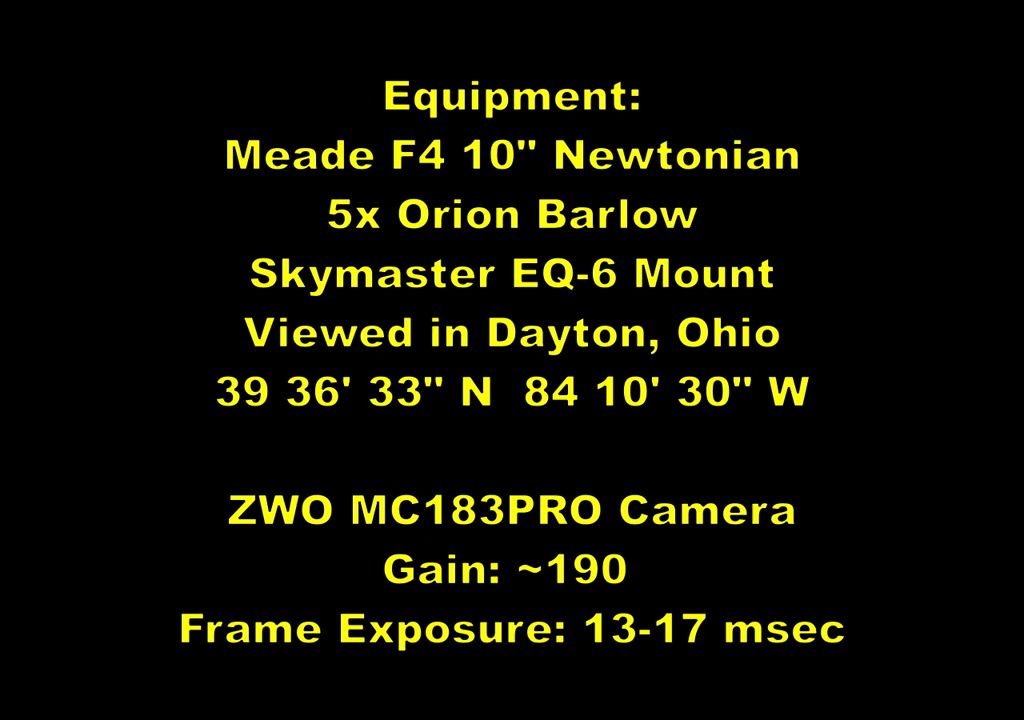 Equipment:
Meade F4 10" Newtonian
5x Orion Barlow
Skymaster EQ-6 Mount
Viewed in Dayton, Ohio
39 36' 33" N  84 10' 30" W
ZWO MC183PRO Camera
Gain: ~190
Frame Exposure: 13-17 msec